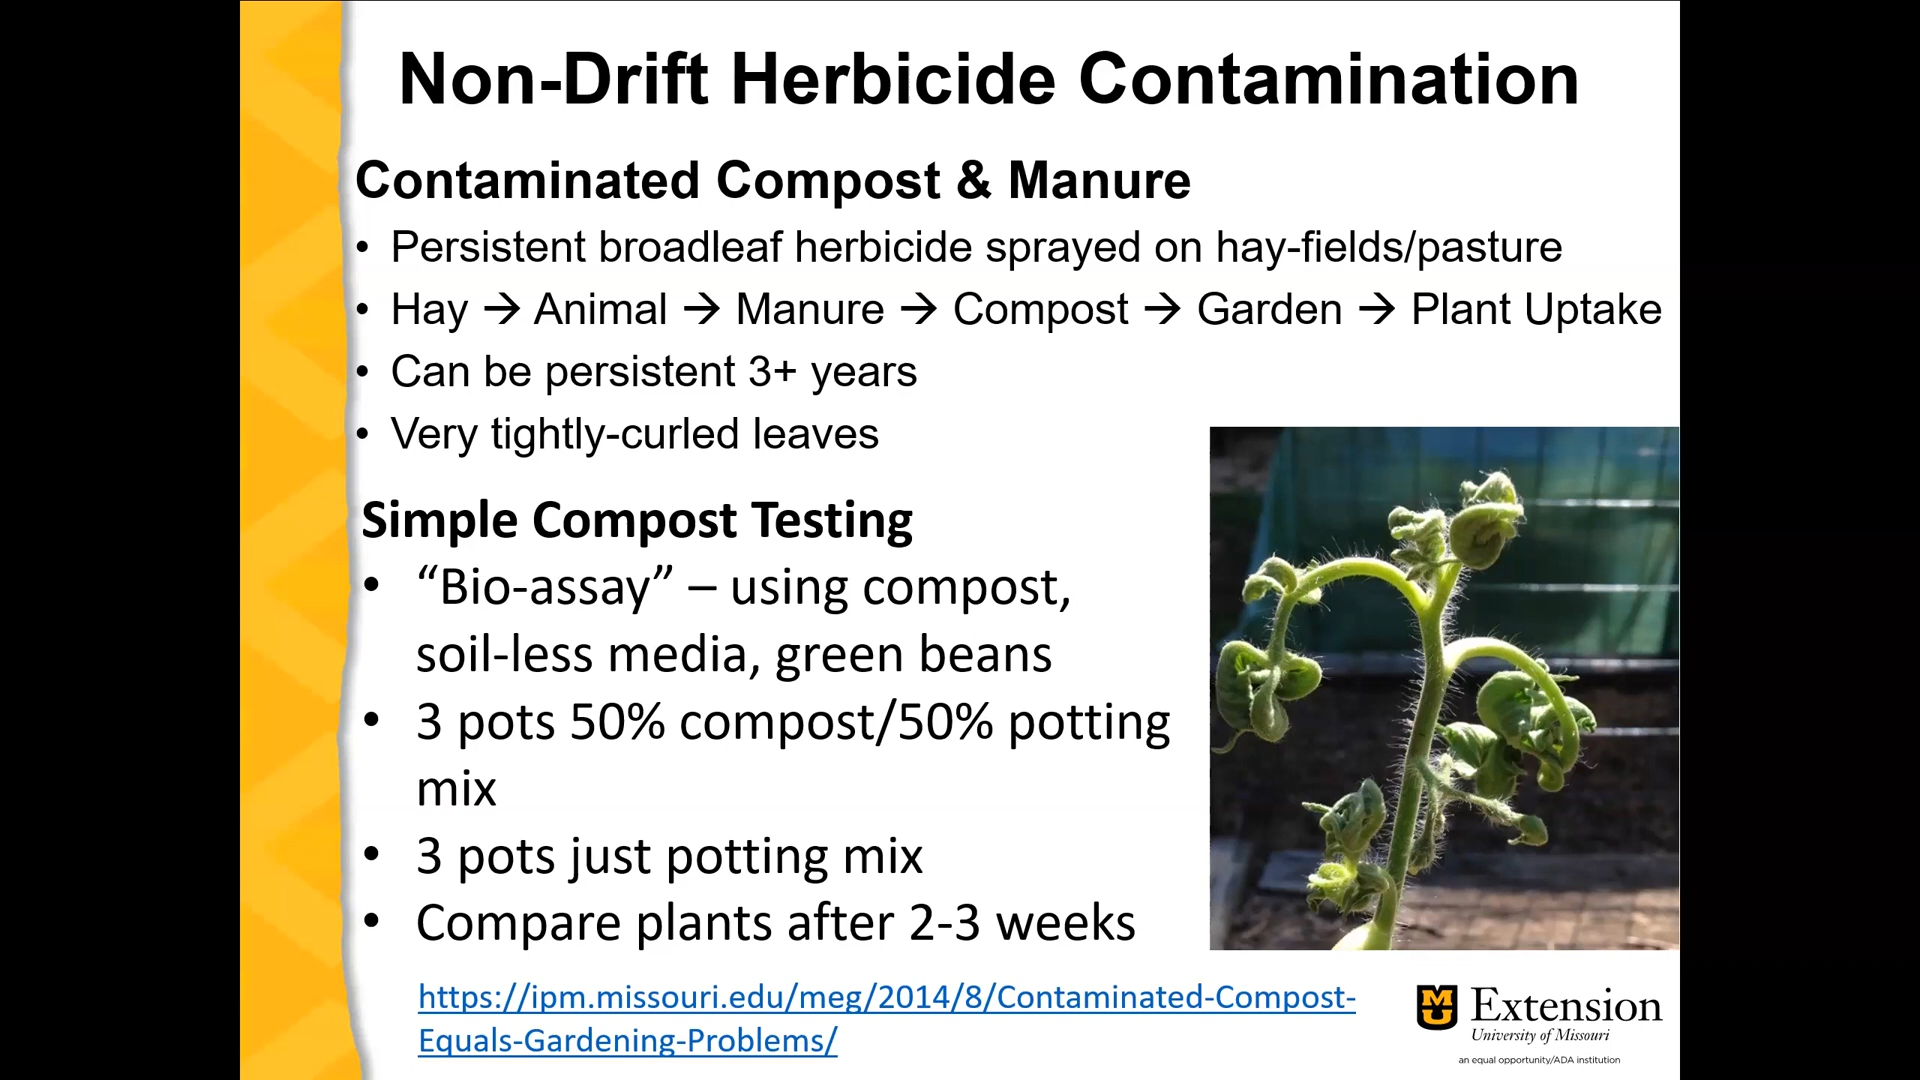 Non-Drift Herbicide Contamination
Contaminated Compost & Manure
• Persistent broadleaf herbicide sprayed on hay-fields/pasture
• Hay → Animal → Manure → Compost → Garden → Plant Uptake
• Can be persistent 3+ years
• Very tightly-curled leaves
Simple Compost Testing
• “Bio-assay” – using compost,
soil-less media, green beans
• 3 pots 50% compost/50% potting
mix
• 3 pots just potting mix
• Compare plants after 2-3 weeks
https://ipm.missouri.edu/meg/2014/8/Contaminated-Compost-
Equals-Gardening-Problems/
MU
Extension
University of Missouri
an equal opportunity/ADA institution